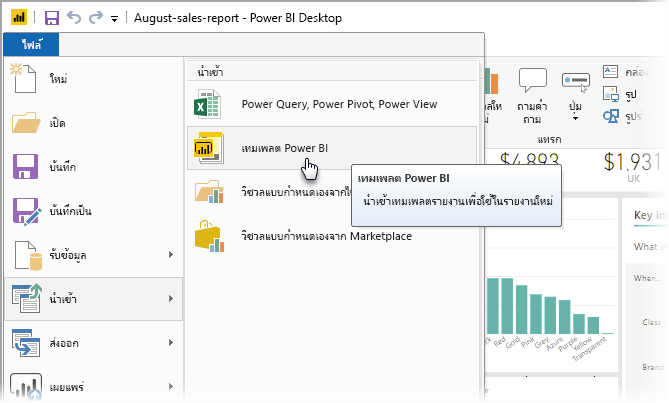 August-sales-report - Power BI Desktop
ไฟล์
ใหม่
เปิด
บันทึก
บันทึกเป็น
รับข้อมูล
นำเข้า
ส่งออก
เผยแพร่
นำเข้า
Power Query, Power Pivot, Power View
เทมเพลต Power BI
วิชวลแบบกำหนดเองจาก
วิชวลแบบกำหนดเองจาก Marketplace
เทมเพลต Power BI
นำเข้าเทมเพลตรายงานเพื่อใช้ในรายงานใหม่
ถามคำ
ถาม
ปุ่ม
กล่อง
รูป
รูปร่
แทรก
$4,893
$1,931
UK
Key in
What in
When...
Class
Brand
Red
Gold
Pink
Grey
Azure
Purple
Yellow
Transparent